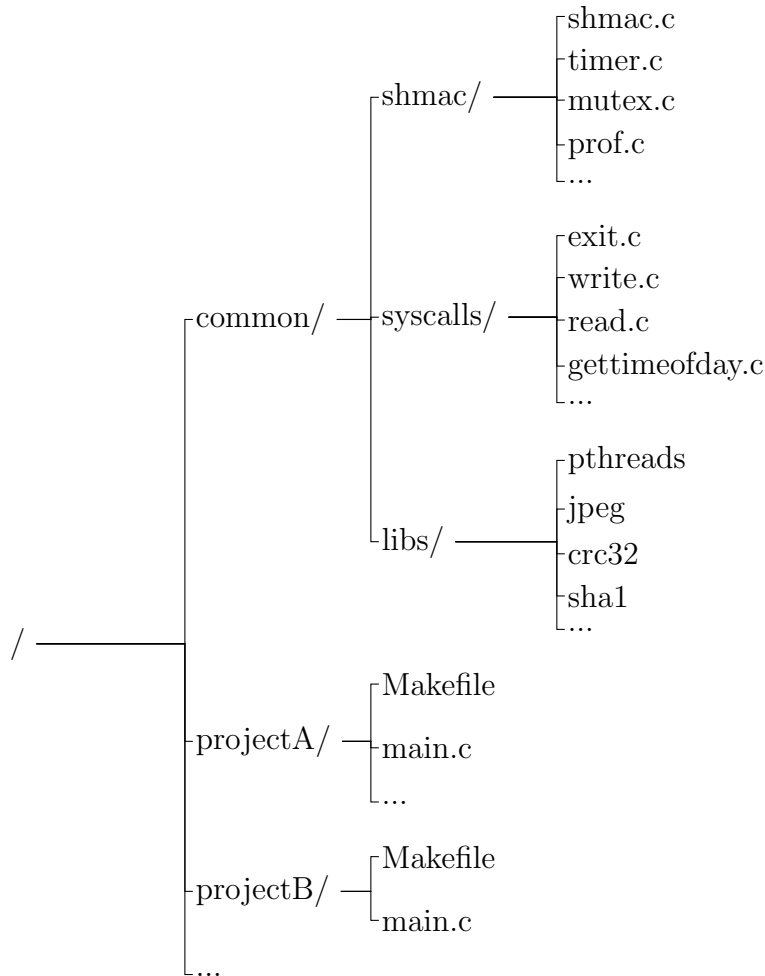 /
common/
shmac/
shmac.c
timer.c
mutex.c
prof.c
...
syscalls/
exit.c
write.c
read.c
gettimeofday.c
...
libs/
pthreads
jpeg
crc32
sha1
...
projectA/
Makefile
main.c
...
projectB/
Makefile
main.c
...